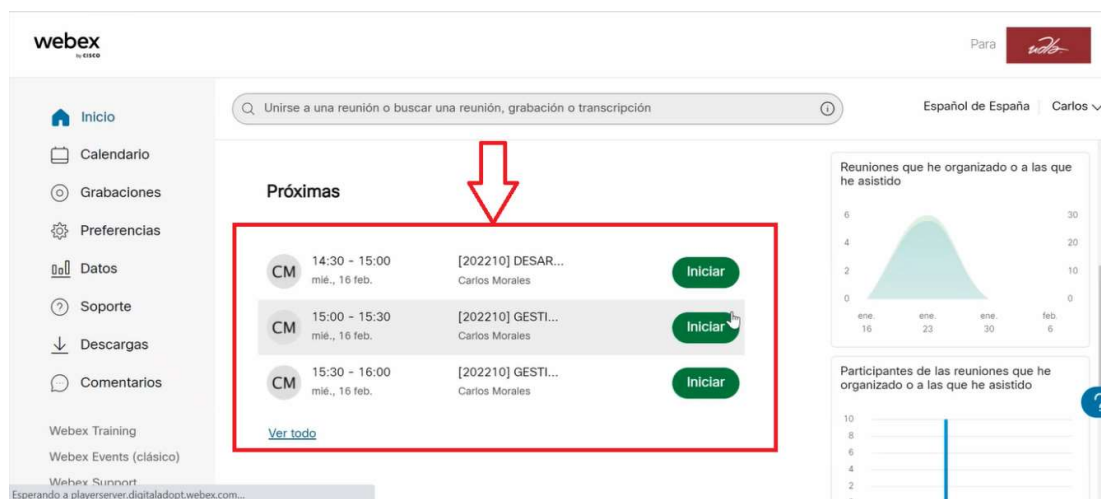 webex
by CISCO
Para
udb
Inicio
Calendario
Grabaciones
Preferencias
Datos
Soporte
Descargas
Comentarios
Webex Training
Webex Events (clásico)
Webex Support
Esperando a playerserver.digitaladopt.webex.com...
Unirse a una reunión o buscar una reunión, grabación o transcripción
Español de España
Carlos
Próximas
CM
14:30 - 15:00
mié., 16 feb.
[202210] DESAR...
Carlos Morales
Iniciar
CM
15:00 - 15:30
mié., 16 feb.
[202210] GESTI...
Carlos Morales
Iniciar
CM
15:30 - 16:00
mié., 16 feb.
[202210] GESTI...
Carlos Morales
Iniciar
Ver todo
Reuniones que he organizado o a las que
he asistido
6 30
4 20
2 10
0 0
ene. ene. ene. feb.
16 23 30 6
Participantes de las reuniones que he
organizado o a las que he asistido
10
8
6
4
2
?